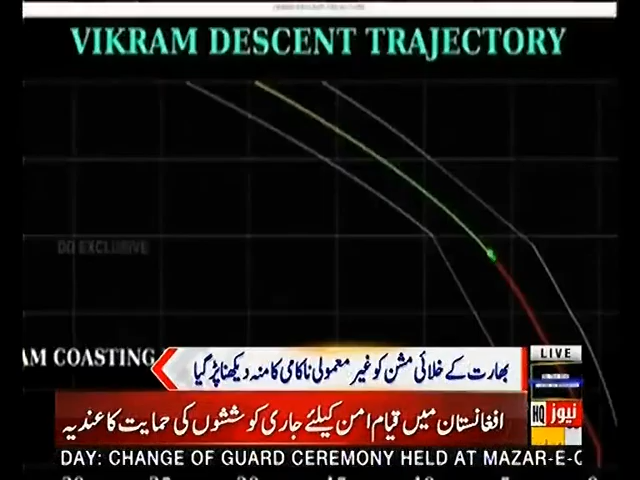 VIKRAM DESCENT TRAJECTORY
DD EXCLUSIVE
AM COASTING
بھارت کے خلائی مشن کو غیر معمولی ناکامی کا منہ دیکھنا پڑ گیا
LIVE
افغانستان میں قیام امن کیلئے جاری کوششوں کی حمایت کا عندیہ
HQ نیوز
DAY: CHANGE OF GUARD CEREMONY HELD AT MAZAR-E-